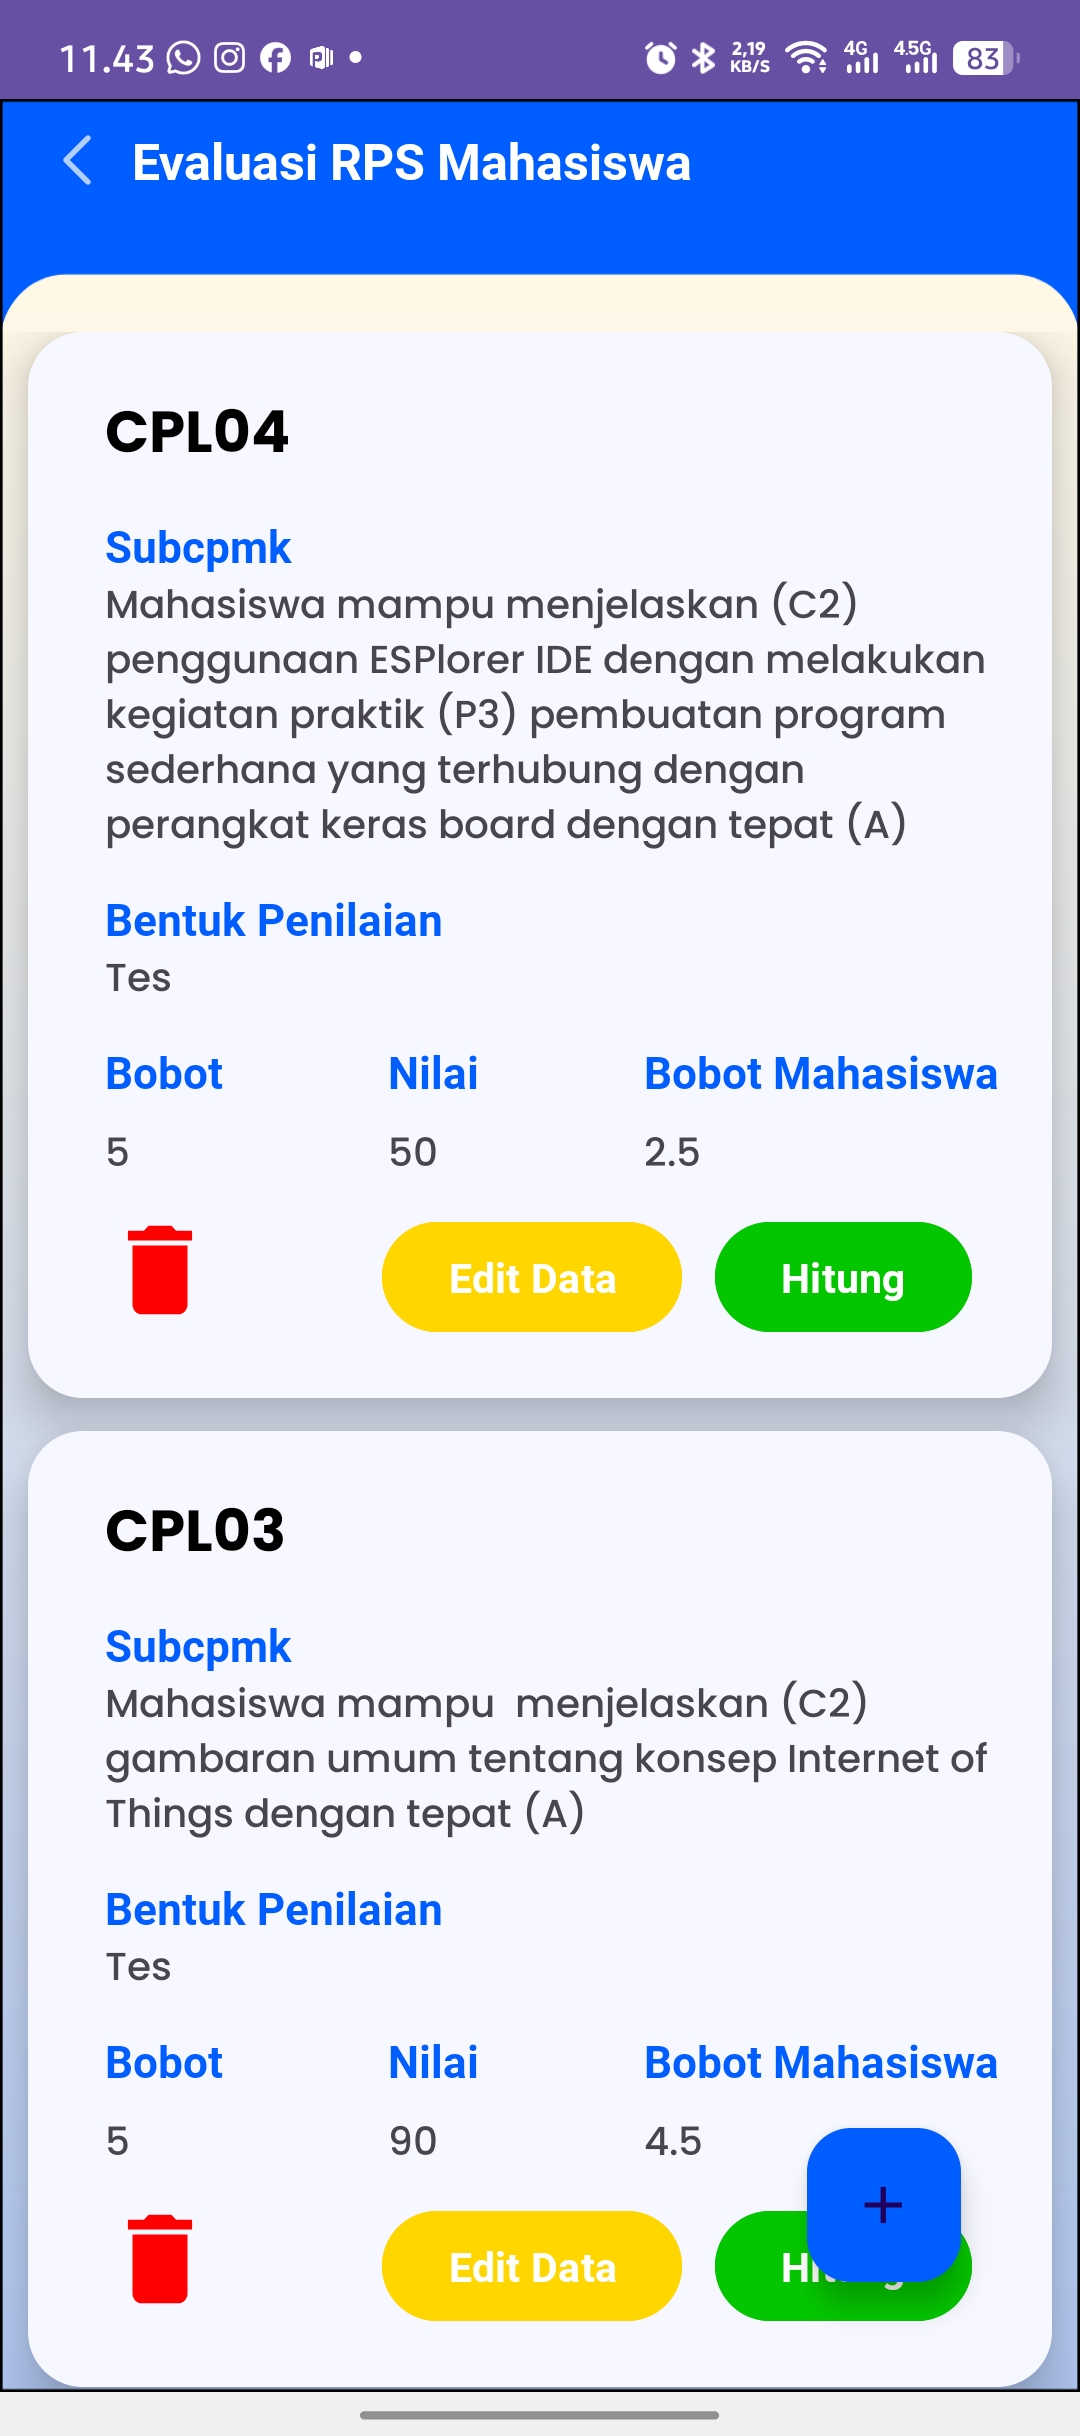 11.43
2,19
KB/S
4G
4.5G
83
Evaluasi RPS Mahasiswa
CPL04
Subcpmk
Mahasiswa mampu menjelaskan (C2)
penggunaan ESPlorer IDE dengan melakukan
kegiatan praktik (P3) pembuatan program
sederhana yang terhubung dengan
perangkat keras board dengan tepat (A)
Bentuk Penilaian
Tes
Bobot Nilai Bobot Mahasiswa
5 50 2.5
Edit Data Hitung
CPL03
Subcpmk
Mahasiswa mampu  menjelaskan (C2)
gambaran umum tentang konsep Internet of
Things dengan tepat (A)
Bentuk Penilaian
Tes
Bobot Nilai Bobot Mahasiswa
5 90 4.5
+
Edit Data